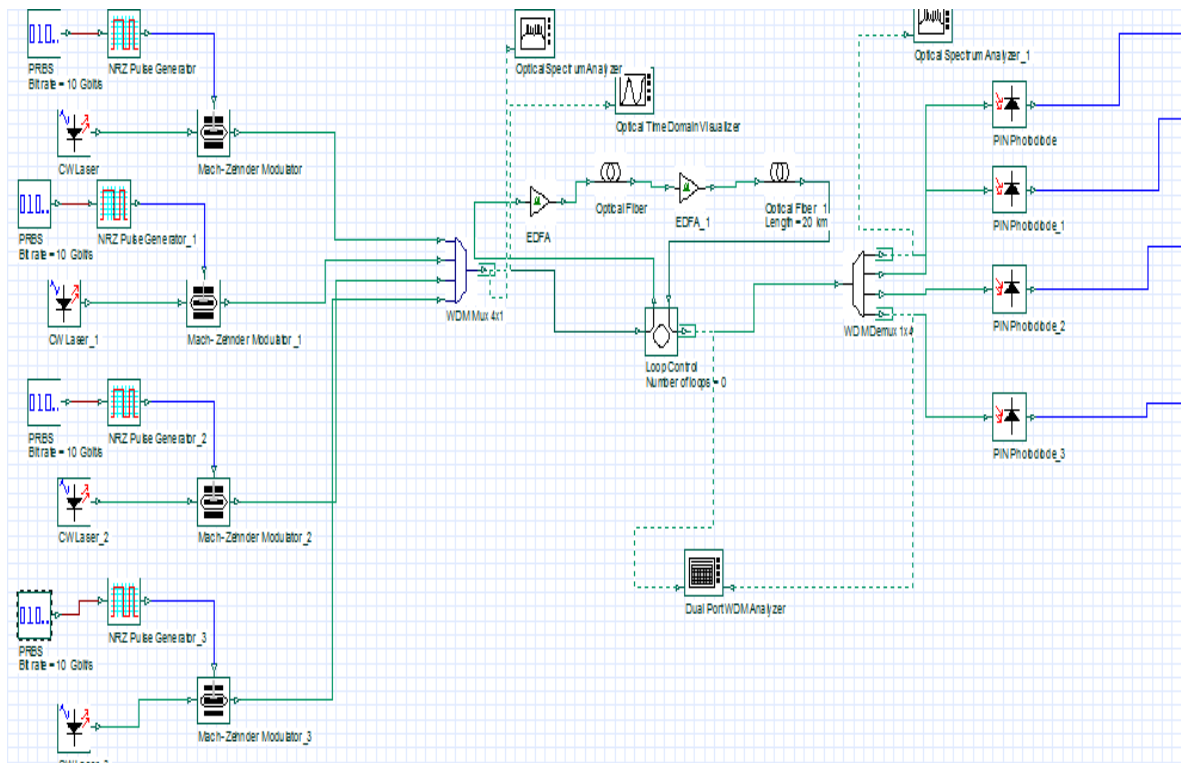 010..
PRBS
Bitrate = 10 Gbit/s
NRZ Pulse Generator
CW Laser
Mach-Zehnder Modulator
010..
PRBS
Bitrate = 10 Gbit/s
NRZ Pulse Generator_1
CW Laser_1
Mach-Zehnder Modulator_1
010..
PRBS
Bitrate = 10 Gbit/s
NRZ Pulse Generator_2
CW Laser_2
Mach-Zehnder Modulator_2
010..
PRBS
Bitrate = 10 Gbit/s
NRZ Pulse Generator_3
Mach-Zehnder Modulator_3
WDM Mux 4x1
Optical Spectrum Analyzer
Optical Time Domain Visualizer
EDFA
Optical Fiber
EDFA_1
Optical Fiber_1
Length = 20 km
Loop Control
Number of loops = 0
Dual Port WDM Analyzer
Optical Spectrum Analyzer_1
WDM Demux 1x4
PIN Photodiode
PIN Photodiode_1
PIN Photodiode_2
PIN Photodiode_3